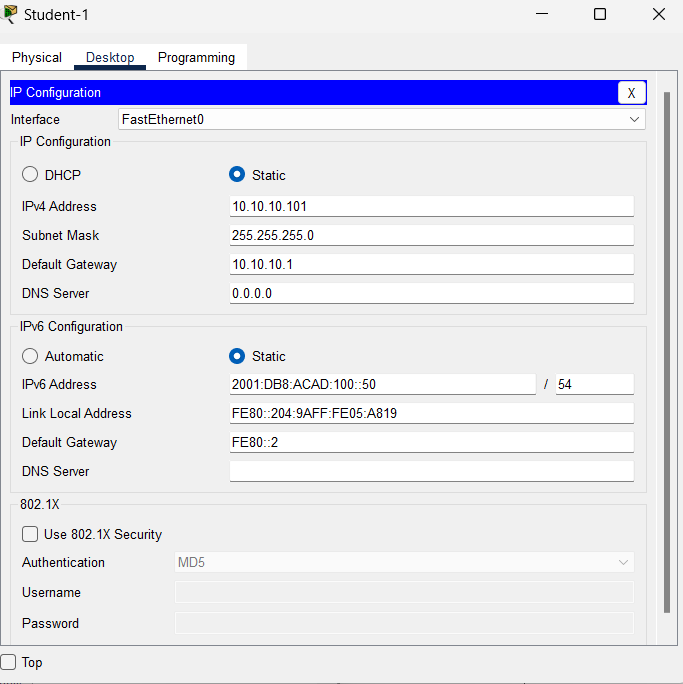 Student-1
Physical Desktop Programming
IP Configuration X
Interface FastEthernet0
IP Configuration
DHCP Static
IPv4 Address 10.10.10.101
Subnet Mask 255.255.255.0
Default Gateway 10.10.10.1
DNS Server 0.0.0.0
IPv6 Configuration
Automatic Static
IPv6 Address 2001:DB8:ACAD:100::50 / 54
Link Local Address FE80::204:9AFF:FE05:A819
Default Gateway FE80::2
DNS Server
802.1X
Use 802.1X Security
Authentication MD5
Username
Password
Top